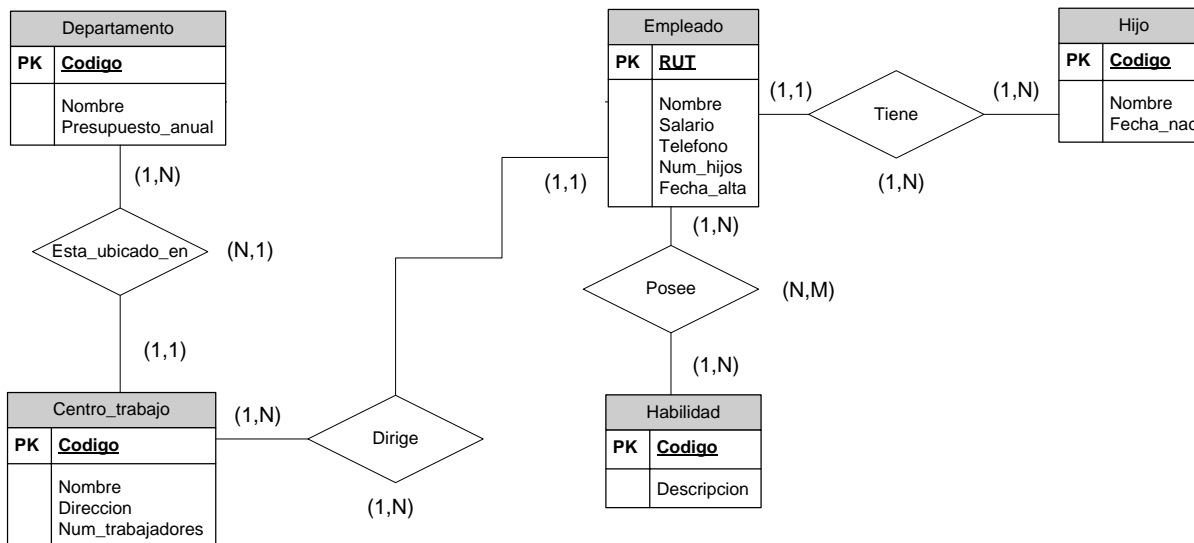 Departamento
PK Codigo
Nombre
Presupuesto_anual
(1,N)
Esta_ubicado_en
(N,1)
(1,1)
Centro_trabajo
PK Codigo
Nombre
Direccion
Num_trabajadores
(1,N)
Dirige
(1,N)
(1,1)
Empleado
PK RUT
Nombre
Salario
Telefono
Num_hijos
Fecha_alta
(1,1)
Tiene
(1,N)
(1,N)
Hijo
PK Codigo
Nombre
Fecha_nac
(1,N)
Posee
(N,M)
(1,N)
Habilidad
PK Codigo
Descripcion